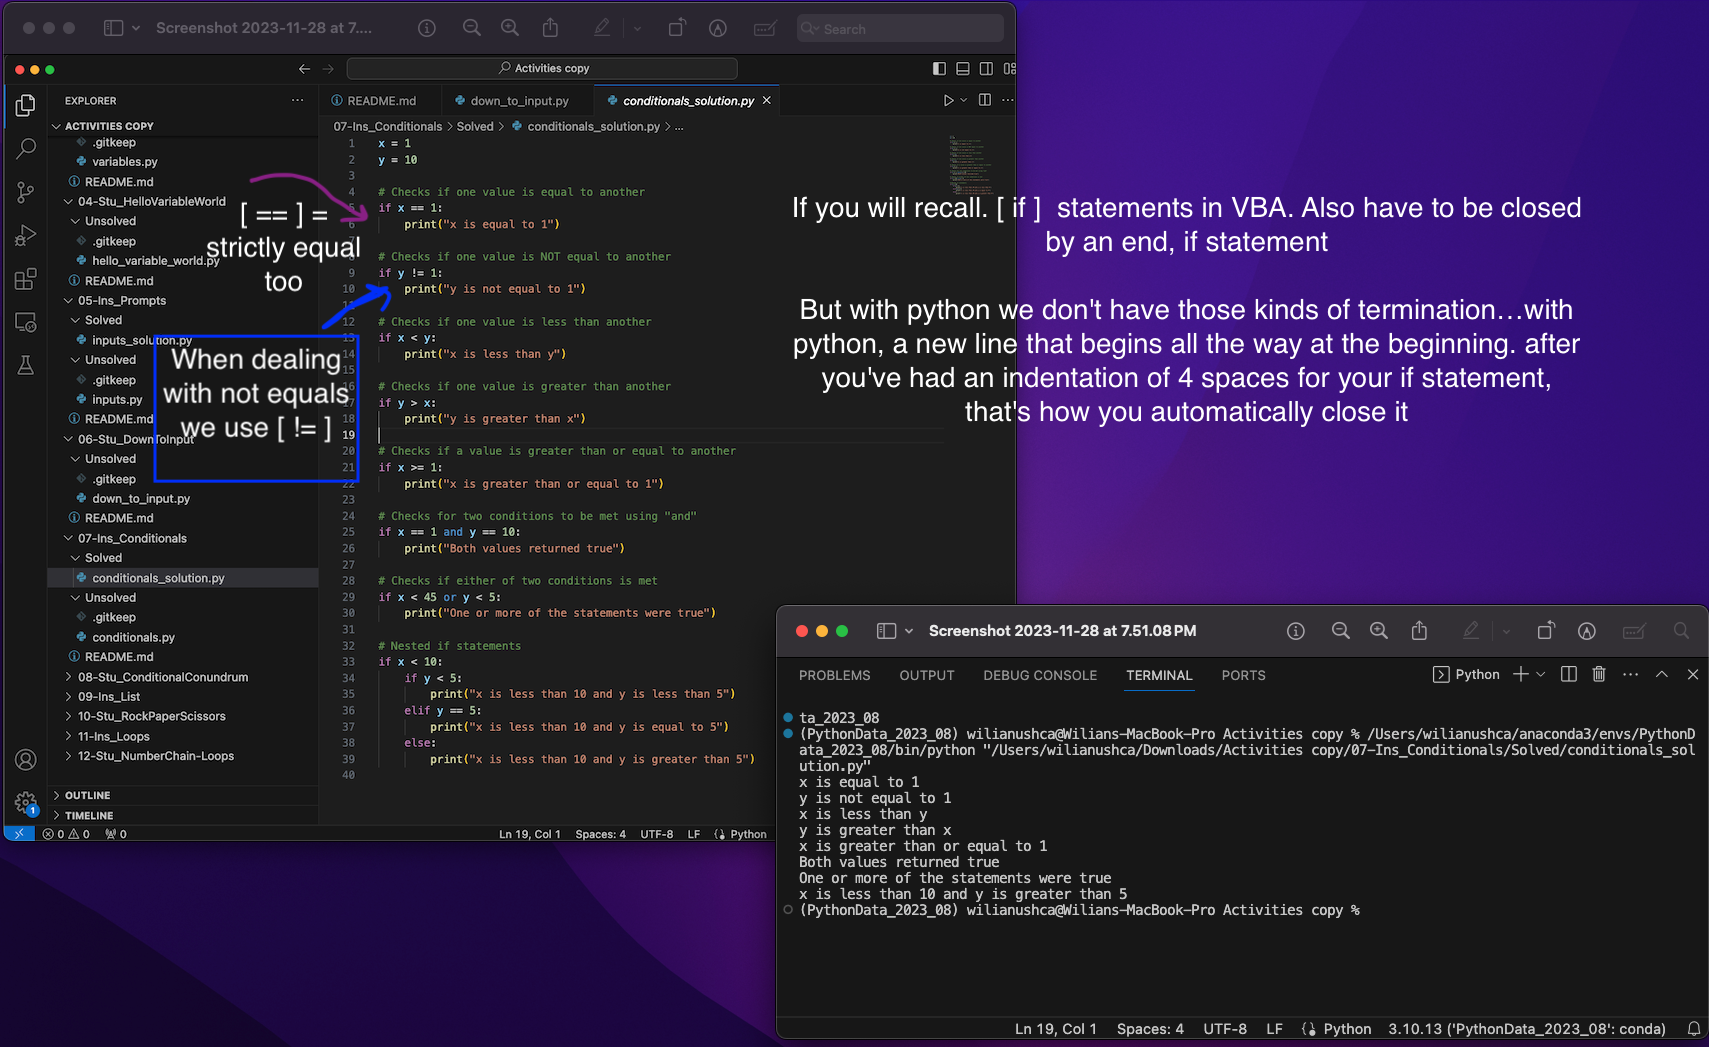 Screenshot 2023-11-28 at 7....
Search
Activities copy
EXPLORER
README.md
down_to_input.py
conditionals_solution.py
ACTIVITIES COPY
07-Ins_Conditionals > Solved > conditionals_solution.py > ...
.gitkeep
variables.py
README.md
04-Stu_HelloVariableWorld
Unsolved
.gitkeep
hello_variable_world.py
README.md
05-Ins_Prompts
Solved
inputs_solution.py
Unsolved
.gitkeep
inputs.py
README.md
06-Stu_DownToInput
Unsolved
.gitkeep
down_to_input.py
README.md
07-Ins_Conditionals
Solved
conditionals_solution.py
Unsolved
.gitkeep
conditionals.py
README.md
08-Stu_ConditionalConundrum
09-Ins_List
10-Stu_RockPaperScissors
11-Ins_Loops
12-Stu_NumberChain-Loops
OUTLINE
TIMELINE
[ == ] =
strictly equal
too
When dealing
with not equals
we use [ != ]
1 x = 1
2 y = 10
3
4 # Checks if one value is equal to another
5 if x == 1:
6 print("x is equal to 1")
7
8 # Checks if one value is NOT equal to another
9 if y != 1:
10 print("y is not equal to 1")
11
12 # Checks if one value is less than another
13 if x < y:
14 print("x is less than y")
15
16 # Checks if one value is greater than another
17 if y > x:
18 print("y is greater than x")
19
20 # Checks if a value is greater than or equal to another
21 if x >= 1:
22 print("x is greater than or equal to 1")
23
24 # Checks for two conditions to be met using "and"
25 if x == 1 and y == 10:
26 print("Both values returned true")
27
28 # Checks if either of two conditions is met
29 if x < 45 or y < 5:
30 print("One or more of the statements were true")
31
32 # Nested if statements
33 if x < 10:
34 if y < 5:
35 print("x is less than 10 and y is less than 5")
36 elif y == 5:
37 print("x is less than 10 and y is equal to 5")
38 else:
39 print("x is less than 10 and y is greater than 5")
40
1
0 0 0
Ln 19, Col 1 Spaces: 4 UTF-8 LF Python
If you will recall. [ if ] statements in VBA. Also have to be closed
by an end, if statement
But with python we don't have those kinds of termination...with
python, a new line that begins all the way at the beginning. after
you've had an indentation of 4 spaces for your if statement,
that's how you automatically close it
Screenshot 2023-11-28 at 7.51.08 PM
PROBLEMS OUTPUT DEBUG CONSOLE TERMINAL PORTS
Python
ta_2023_08
(PythonData_2023_08) wilianushca@Wilians-MacBook-Pro Activities copy % /Users/wilianushca/anaconda3/envs/PythonD
ata_2023_08/bin/python "/Users/wilianushca/Downloads/Activities copy/07-Ins_Conditionals/Solved/conditionals_sol
ution.py"
x is equal to 1
y is not equal to 1
x is less than y
y is greater than x
x is greater than or equal to 1
Both values returned true
One or more of the statements were true
x is less than 10 and y is greater than 5
(PythonData_2023_08) wilianushca@Wilians-MacBook-Pro Activities copy %
Ln 19, Col 1 Spaces: 4 UTF-8 LF Python 3.10.13 ('PythonData_2023_08': conda)